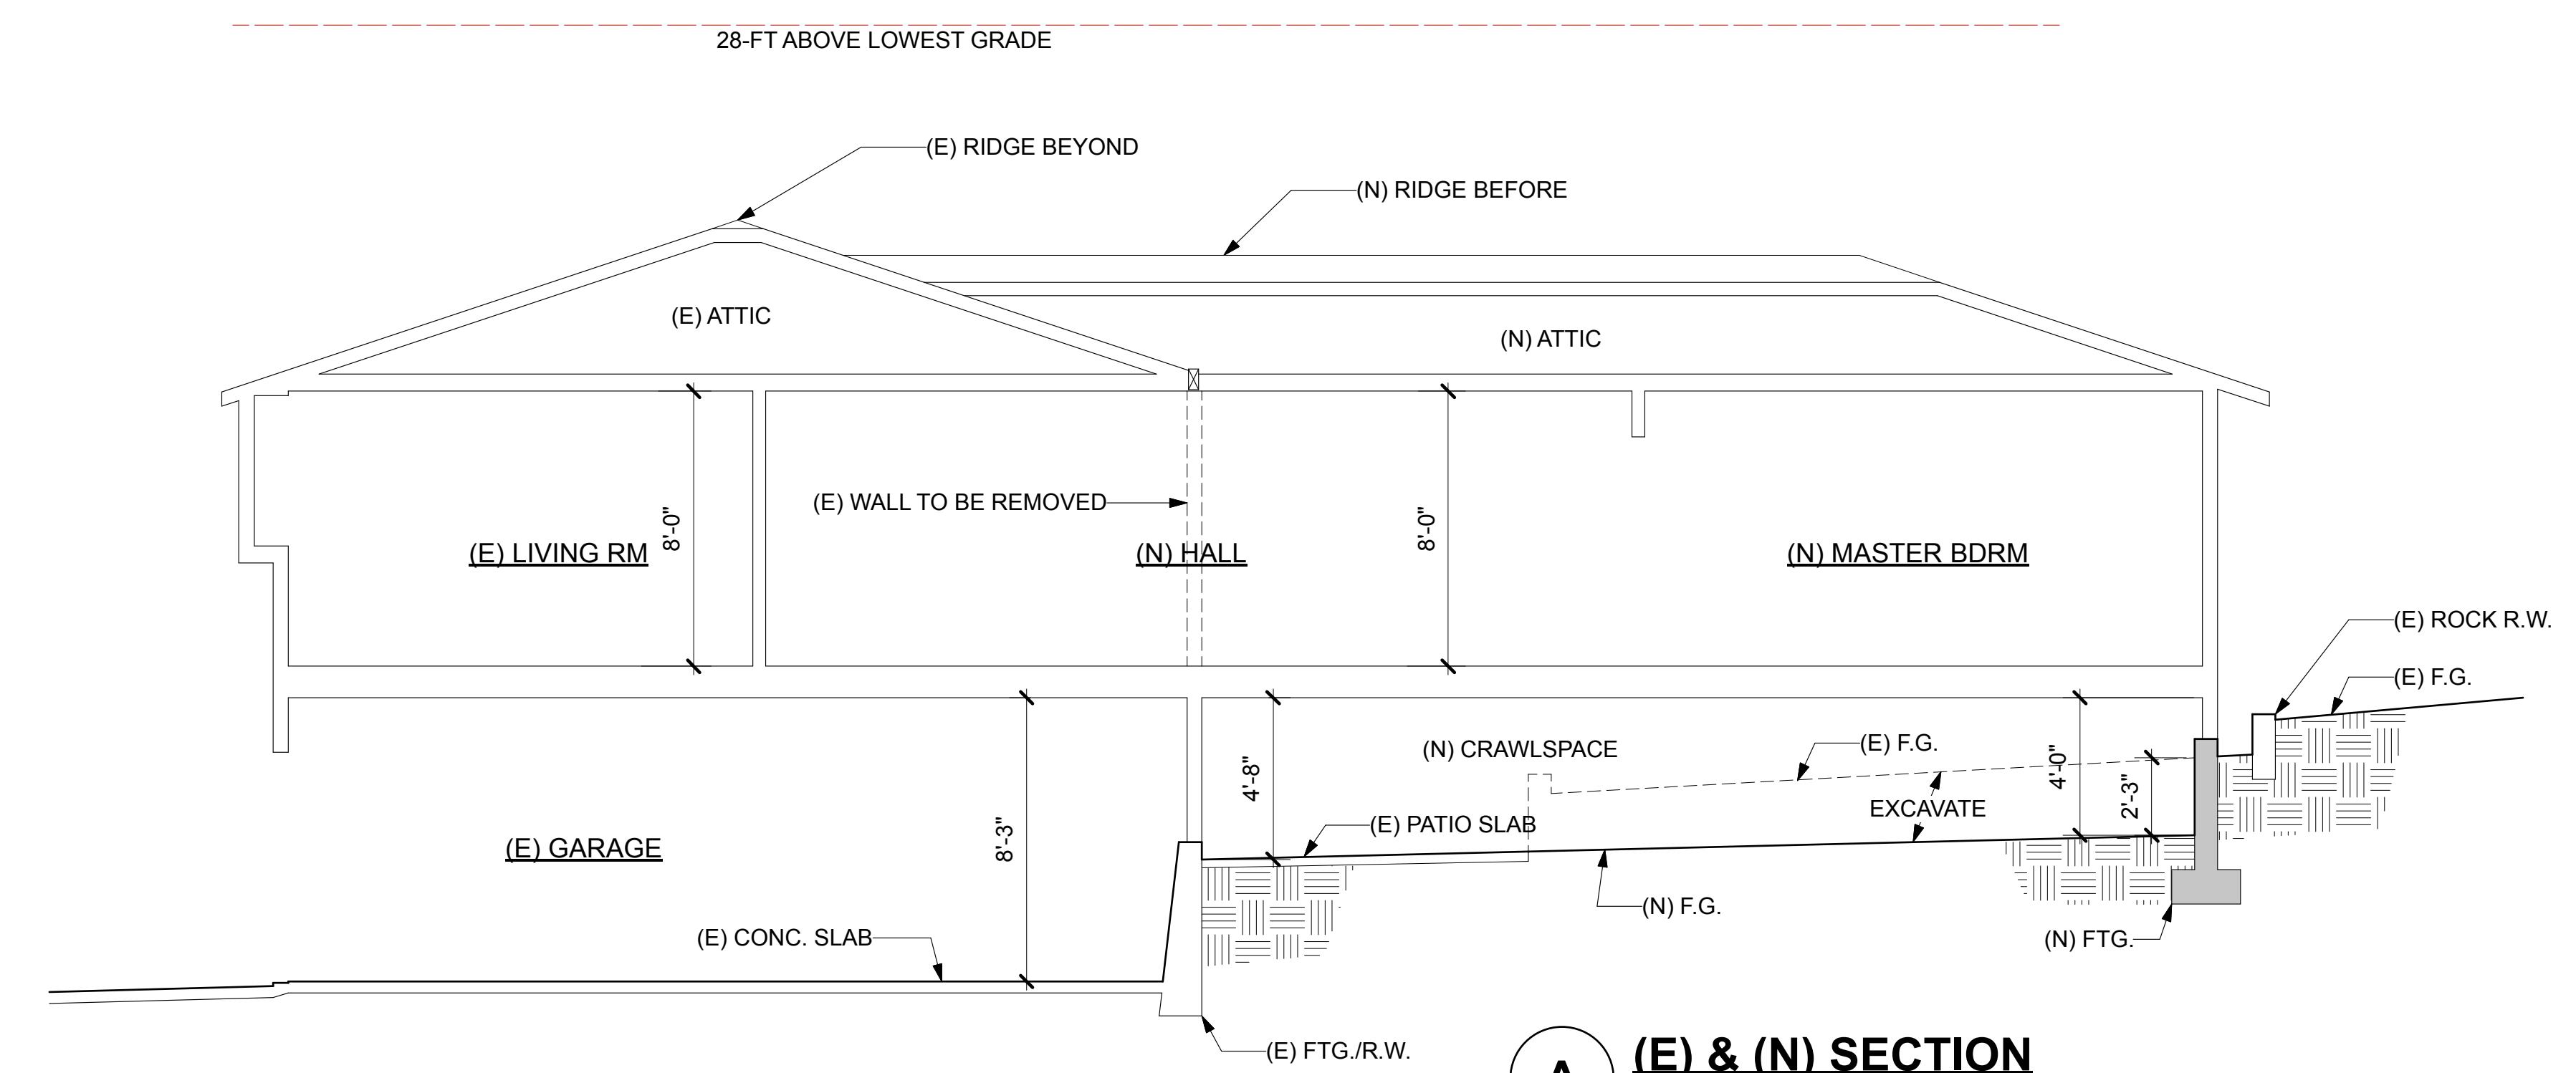 28-FT ABOVE LOWEST GRADE
(E) RIDGE BEYOND
(N) RIDGE BEFORE
(E) ATTIC
(N) ATTIC
(E) WALL TO BE REMOVED
(E) LIVING RM
8'-0"
(N) HALL
8'-0"
(N) MASTER BDRM
(E) ROCK R.W.
(E) F.G.
(N) CRAWLSPACE
(E) F.G.
4'-8"
4'-0"
2'-3"
EXCAVATE
(E) PATIO SLAB
8'-3"
(E) GARAGE
(N) F.G.
(E) CONC. SLAB
(N) FTG.
(E) FTG./R.W.
A
(E) & (N) SECTION